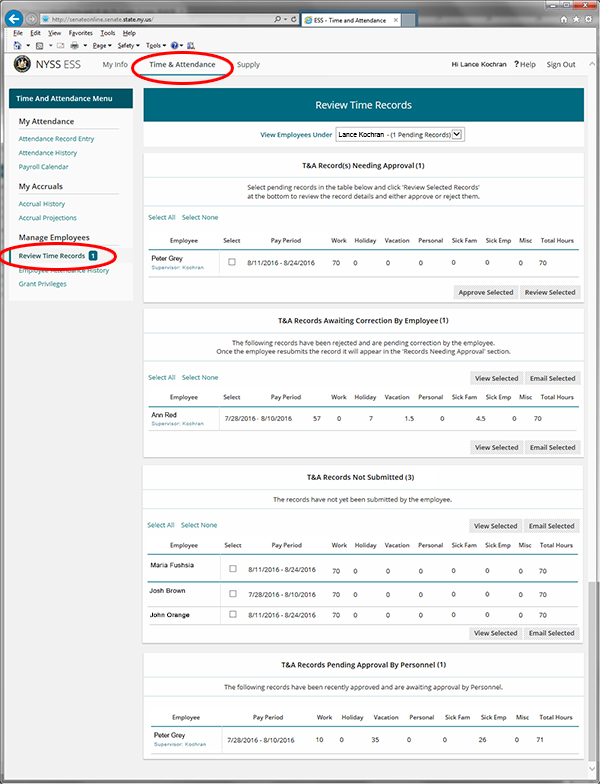 http://senateonline.senate.state.ny.us/
ESS - Time and Attendance
File Edit View Favorites Tools Help
Page Safety Tools
NYSS ESS My Info Time & Attendance Supply Hi Lance Kochran ? Help Sign Out
Time And Attendance Menu
My Attendance
Attendance Record Entry
Attendance History
Payroll Calendar
My Accruals
Accrual History
Accrual Projections
Manage Employees
Review Time Records 1
Employee Attendance History
Grant Privileges
Review Time Records
View Employees Under Lance Kochran - (1 Pending Records)
T&A Record(s) Needing Approval (1)
Select pending records in the table below and click 'Review Selected Records'
at the bottom to review the record details and either approve or reject them.
Select All Select None
Employee Select Pay Period Work Holiday Vacation Personal Sick Fam Sick Emp Misc Total Hours
Peter Grey 8/11/2016 - 8/24/2016 70 0 0 0 0 0 0 70
Supervisor: Kochran
Approve Selected Review Selected
T&A Records Awaiting Correction By Employee (1)
The following records have been rejected and are pending correction by the employee.
Once the employee resubmits the record it will appear in the 'Records Needing Approval' section.
View Selected Email Selected
Select All Select None
Employee Select Pay Period Work Holiday Vacation Personal Sick Fam Sick Emp Misc Total Hours
Ann Red 7/28/2016 - 8/10/2016 57 0 7 1.5 0 4.5 0 70
Supervisor: Kochran
View Selected Email Selected
T&A Records Not Submitted (3)
The records have not yet been submitted by the employee.
Select All Select None View Selected Email Selected
Employee Select Pay Period Work Holiday Vacation Personal Sick Fam Sick Emp Misc Total Hours
Maria Fushsia 8/11/2016 - 8/24/2016 70 0 0 0 0 0 0 70
Josh Brown 7/28/2016 - 8/10/2016 70 0 0 0 0 0 0 70
John Orange 8/11/2016 - 8/24/2016 70 0 0 0 0 0 0 70
View Selected Email Selected
T&A Records Pending Approval By Personnel (1)
The following records have been recently approved and are awaiting approval by Personnel.
Employee Pay Period Work Holiday Vacation Personal Sick Fam Sick Emp Misc Total Hours
Peter Grey 7/28/2016 - 8/10/2016 10 0 35 0 0 26 0 71
Supervisor: Kochran